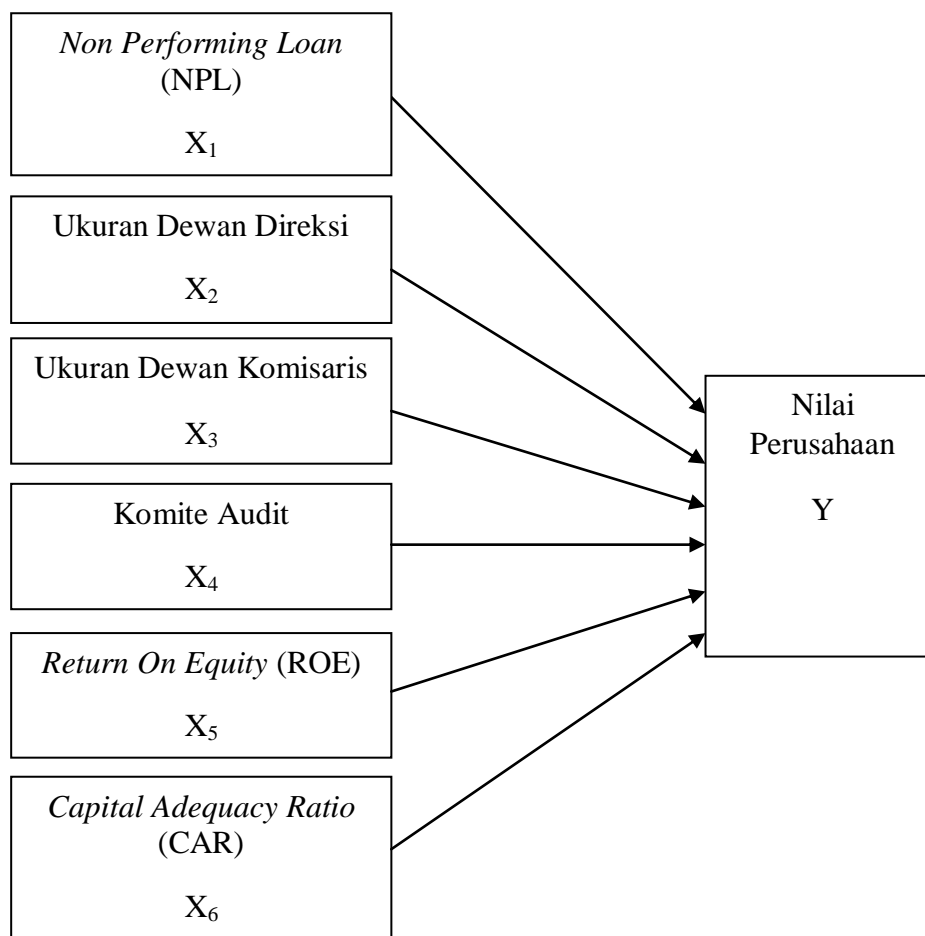 Non Performing Loan
(NPL)
X₁
Ukuran Dewan Direksi
X₂
Ukuran Dewan Komisaris
X₃
Komite Audit
X₄
Return On Equity (ROE)
X₅
Capital Adequacy Ratio
(CAR)
X₆
Nilai
Perusahaan
Y